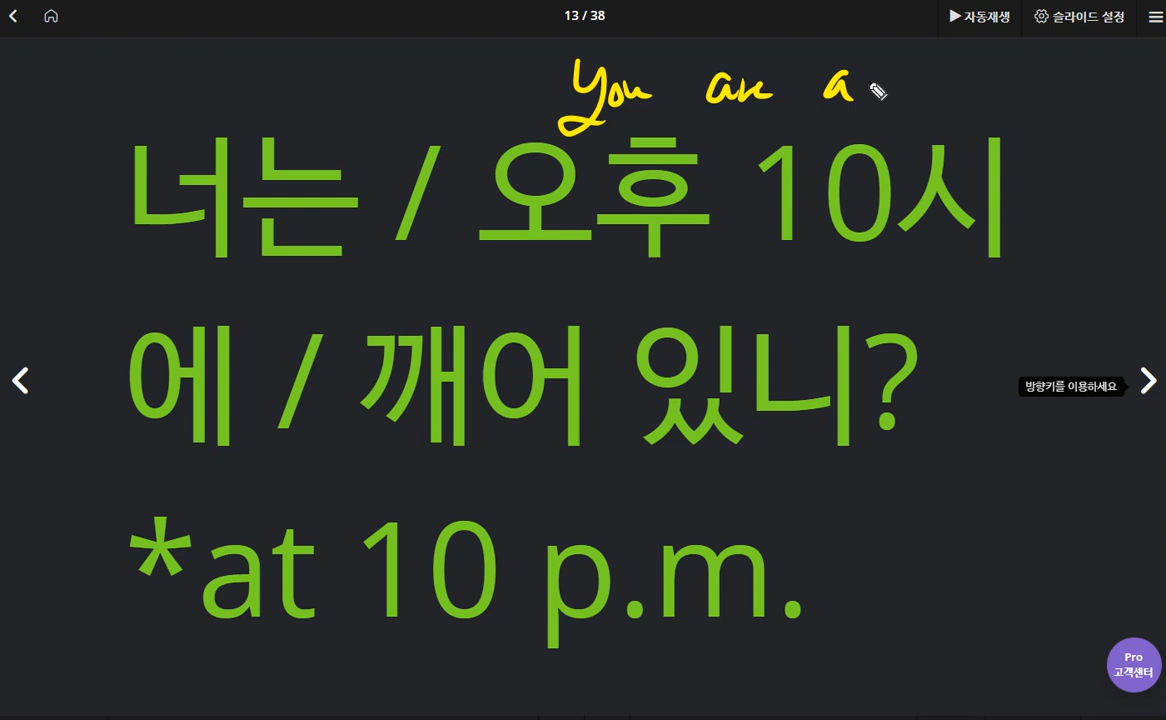 13 / 38
자동재생
슬라이드 설정
You are a
너는 / 오후 10시
에 / 깨어 있니?
방향키를 이용하세요
*at 10 p.m.
Pro
고객센터